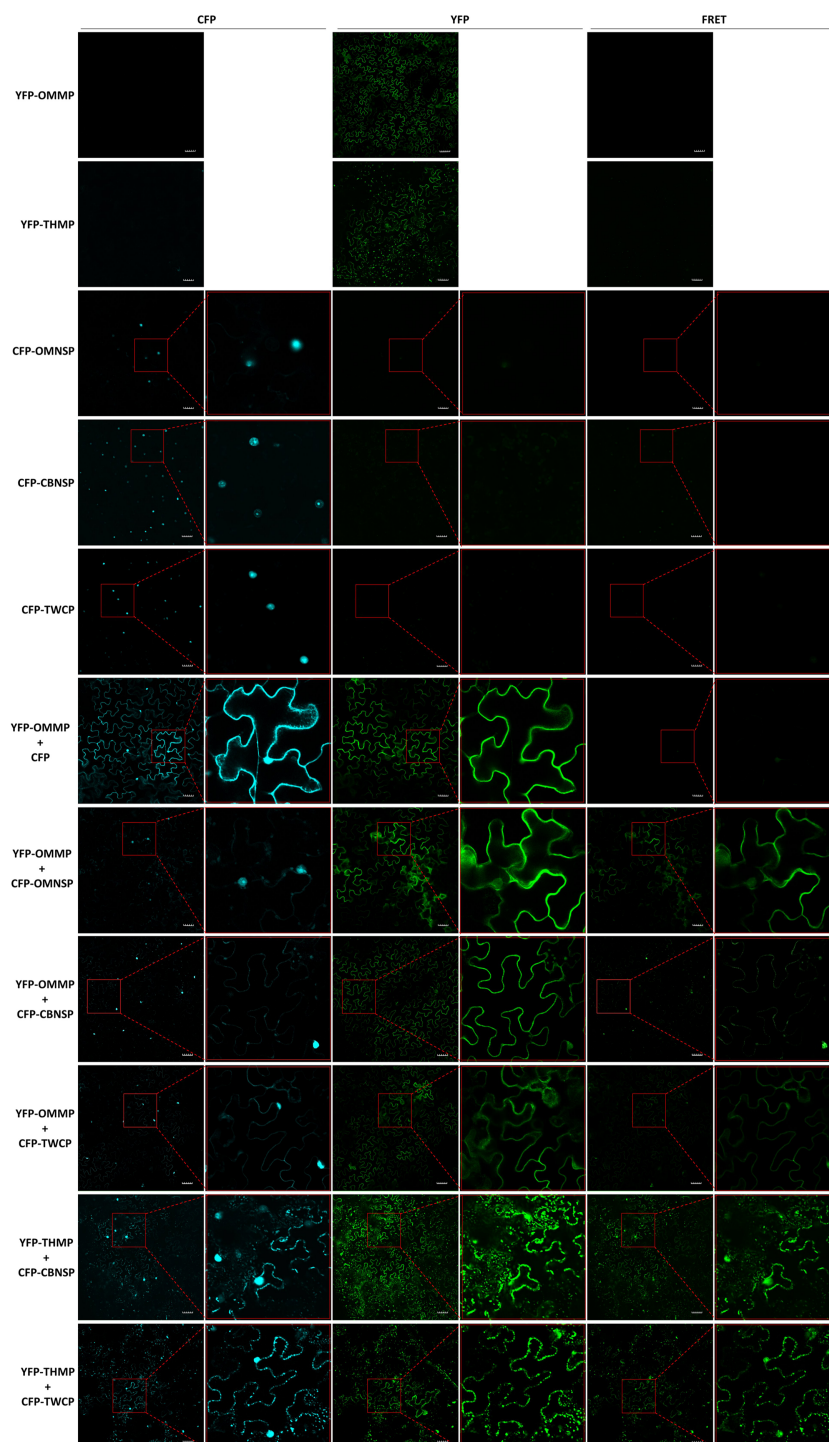 CFP YFP FRET
YFP-OMMP
YFP-THMP
CFP-OMNSP
CFP-CBNSP
CFP-TWCP
YFP-OMMP
+
CFP
YFP-OMMP
+
CFP-OMNSP
YFP-OMMP
+
CFP-CBNSP
YFP-OMMP
+
CFP-TWCP
YFP-THMP
+
CFP-CBNSP
YFP-THMP
+
CFP-TWCP